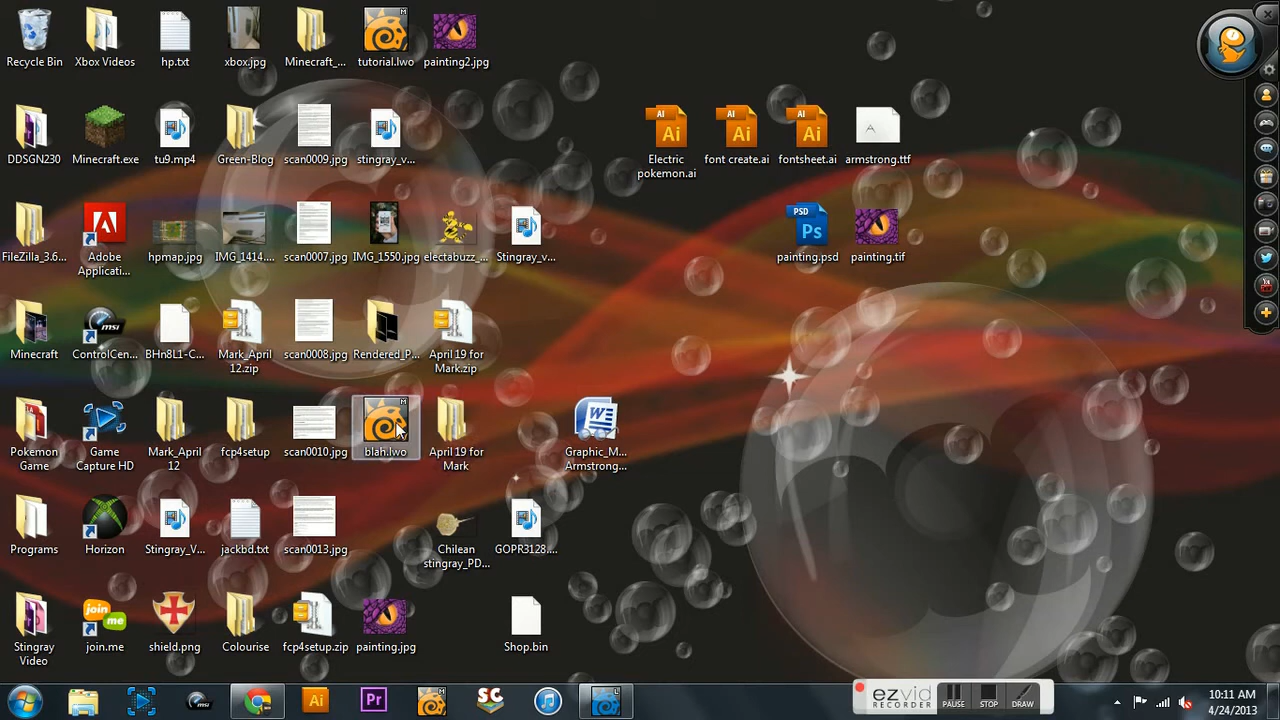 Recycle Bin
Xbox Videos
hp.txt
xbox.jpg
Minecraft_...
M
tutorial.lwo
painting2.jpg
DDSGN230
Minecraft.exe
tu9.mp4
Green-Blog
scan0009.jpg
stingray_v...
Ai
Electric
pokemon.ai
font create.ai
Ai
fontsheet.ai
armstrong.ttf
FileZilla_3.6...
Adobe
Applicati...
hpmap.jpg
IMG_1414....
scan0007.jpg
IMG_1550.jpg
electabuzz_...
Stingray_v...
PSD
Ps
painting.psd
painting.tif
Minecraft
msi
ControlCen...
BHn8L1-C...
Mark_April
12.zip
scan0008.jpg
Rendered_P...
April 19 for
Mark.zip
Pokemon
Game
Game
Capture HD
Mark_April
12
fcp4setup
scan0010.jpg
M
blah.lwo
April 19 for
Mark
W
Graphic_M...
Armstrong...
Programs
Horizon
Stingray_V...
jackbd.txt
scan0013.jpg
Chilean
stingray_PD...
GOPR3128....
Stingray
Video
join
me
join.me
shield.png
Colourise
fcp4setup.zip
painting.jpg
Shop.bin
msi
Ai
Pr
M
SC
L
ezvid
RECORDER
PAUSE
STOP
DRAW
10:11 AM
4/24/2013